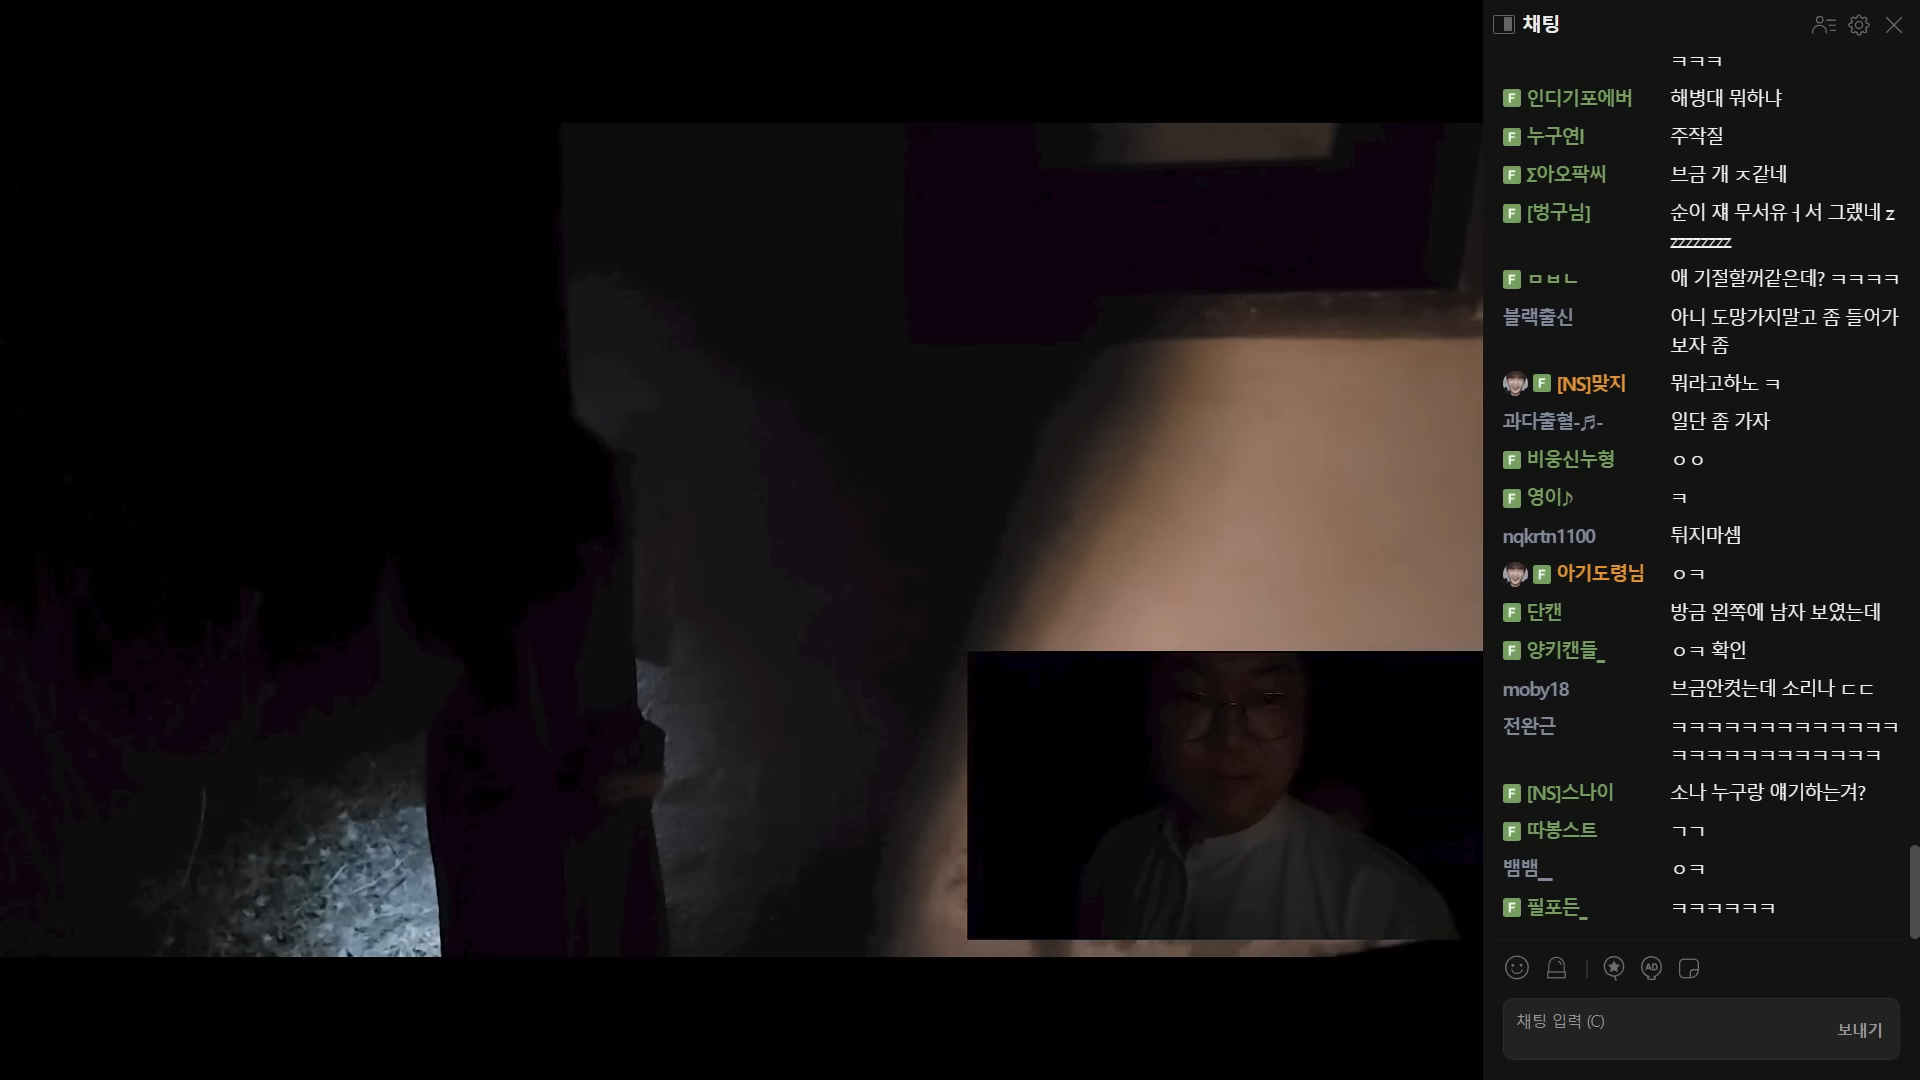 채팅
ㅋㅋㅋ
F 인디기포에버 해병대 뭐하냐
F 누구연I 주작질
F Σ아오팍씨 브금 개 ㅈ같네
F [벙구님] 순이 쟤 무서유ㅓ서 그랬네 z
zzzzzzzzz
F ㅁㅂㄴ 애 기절할꺼같은데? ㅋㅋㅋㅋ
블랙출신 아니 도망가지말고 좀 들어가
보자 좀
F [NS]맞지 뭐라고하노 ㅋ
과다출혈-♬- 일단 좀 가자
F 비웅신누형 ㅇㅇ
F 영이♪ ㅋ
nqkrtn1100 튀지마셈
F 아기도령님 ㅇㅋ
F 단캔 방금 왼쪽에 남자 보였는데
F 양키캔들_ ㅇㅋ 확인
moby18 브금안켯는데 소리나 ㄷㄷ
전완근 ㅋㅋㅋㅋㅋㅋㅋㅋㅋㅋㅋㅋㅋ
ㅋㅋㅋㅋㅋㅋㅋㅋㅋㅋㅋㅋ
F [NS]스나이 소나 누구랑 얘기하는겨?
F 따봉스트 ㄱㄱ
뱀뱀__ ㅇㅋ
F 필포든_ ㅋㅋㅋㅋㅋㅋ
AD
채팅 입력 (C)
보내기